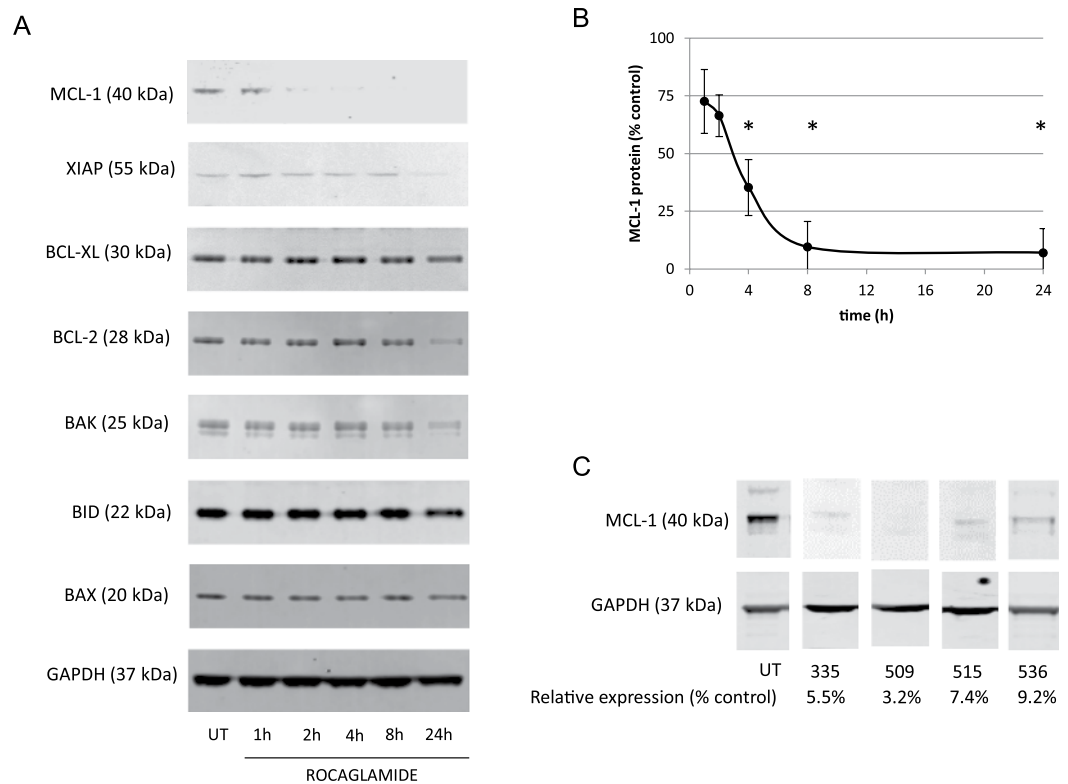 A
MCL-1 (40 kDa)
XIAP (55 kDa)
BCL-XL (30 kDa)
BCL-2 (28 kDa)
BAK (25 kDa)
BID (22 kDa)
BAX (20 kDa)
GAPDH (37 kDa)
UT 1h 2h 4h 8h 24h
ROCAGLAMIDE
B
MCL-1 protein (% control)
100
75
50
25
0
* * *
0 4 8 12 16 20 24
time (h)
C
MCL-1 (40 kDa)
GAPDH (37 kDa)
UT 335 509 515 536
Relative expression (% control) 5.5% 3.2% 7.4% 9.2%